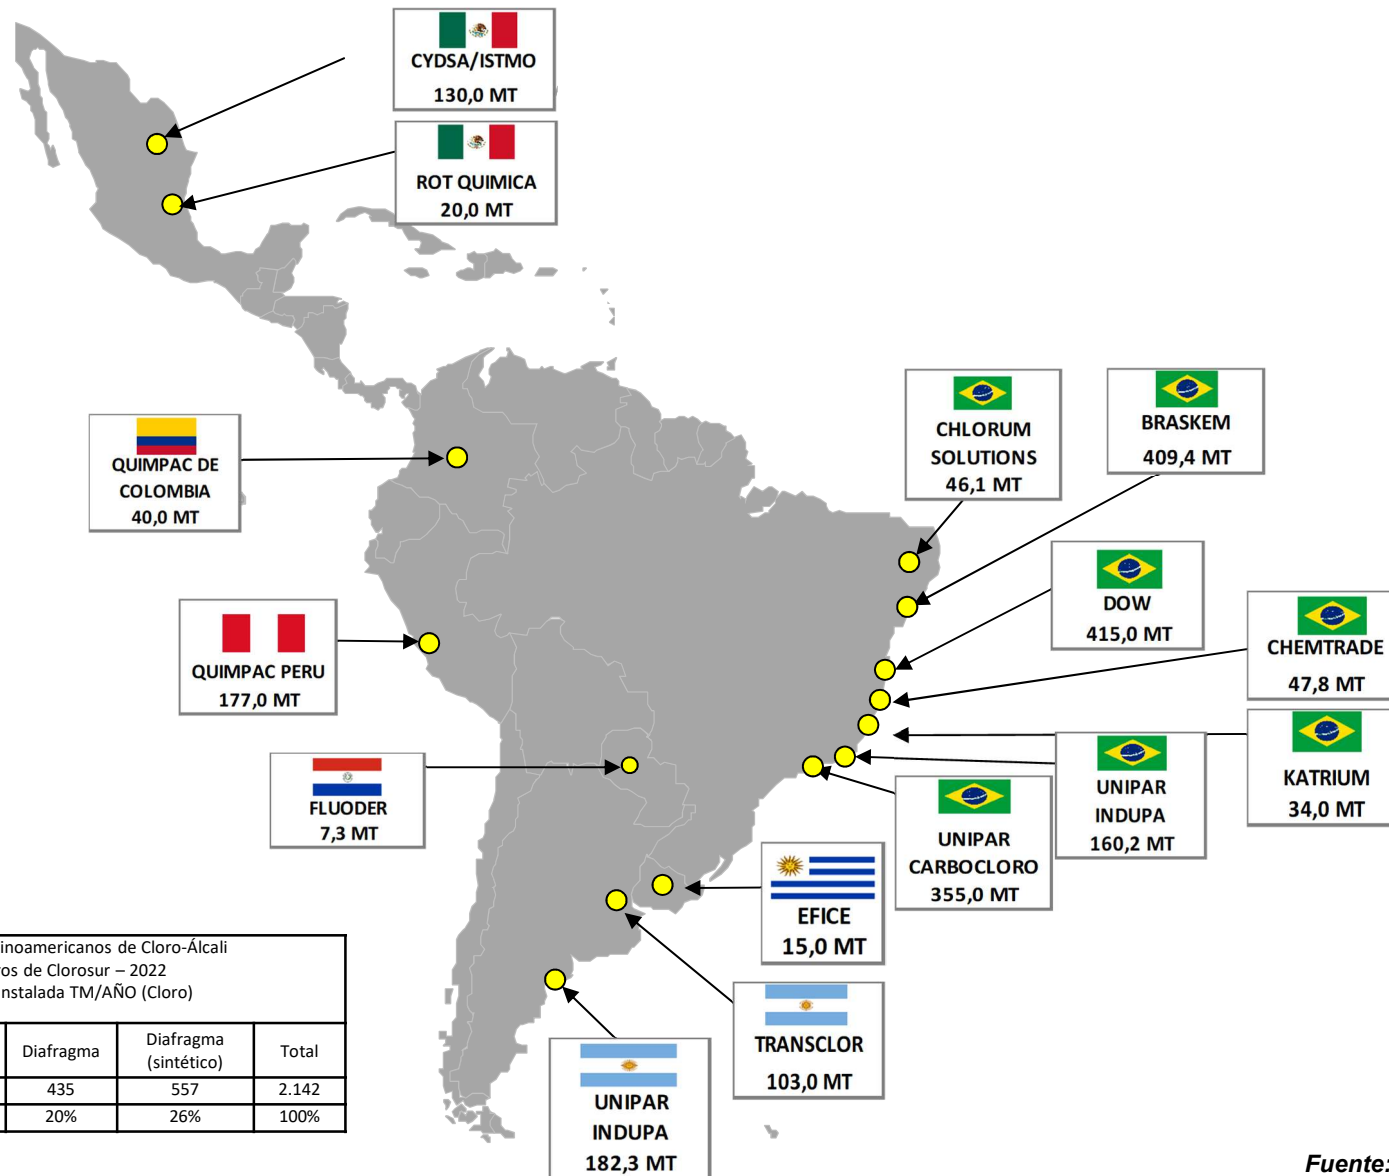 CYDSA/ISTMO
130,0 MT
ROT QUIMICA
20,0 MT
QUIMPAC DE
COLOMBIA
40,0 MT
CHLORUM
SOLUTIONS
46,1 MT
BRASKEM
409,4 MT
DOW
415,0 MT
CHEMTRADE
47,8 MT
QUIMPAC PERU
177,0 MT
KATRIUM
34,0 MT
UNIPAR
INDUPA
160,2 MT
FLUODER
7,3 MT
UNIPAR
CARBOCLORO
355,0 MT
EFICE
15,0 MT
TRANSCLOR
103,0 MT
UNIPAR
INDUPA
182,3 MT
inoamericanos de Cloro-Álcali
ros de Clorosur – 2022
nstalada TM/AÑO (Cloro)
Diafragma Diafragma (sintético) Total
435 557 2.142
20% 26% 100%
Fuente: